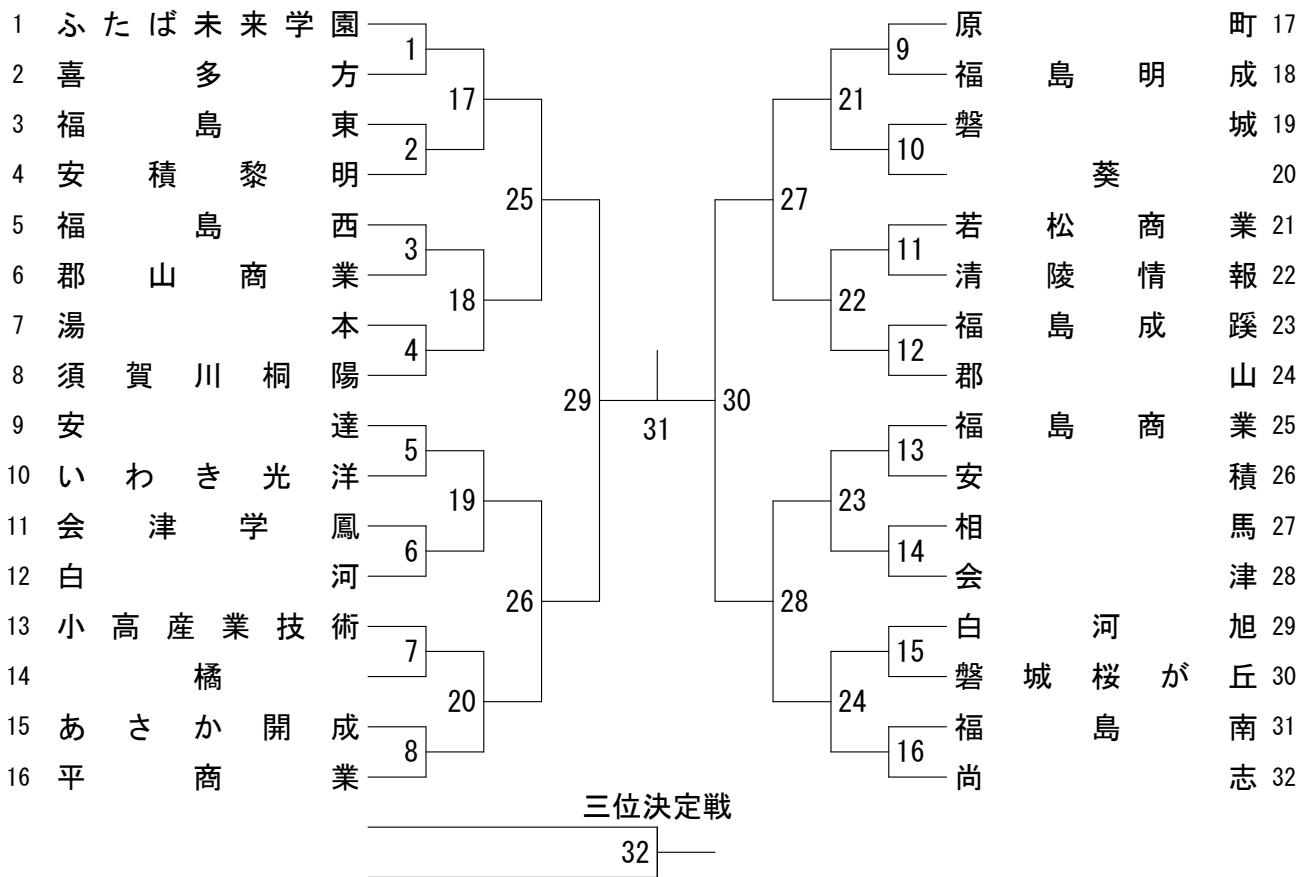 1 ふたば未来学園
2 喜多方
3 福島東
4 安積黎明
5 福島西
6 郡山商業
7 湯本
8 須賀川桐陽
9 安達
10 いわき光洋
11 会津学鳳
12 白河
13 小高産業技術
14 橘
15 あさか開成
16 平商業
1
2
3
4
5
6
7
8
17
18
19
20
25
26
29
31
30
27
28
21
22
23
24
9
10
11
12
13
14
15
16
原町 17
福島明成 18
磐城 19
葵 20
若松商業 21
清陵情報 22
福島成蹊 23
郡山 24
福島商業 25
安積 26
相馬 27
会津 28
白河旭 29
磐城桜が丘 30
福島南 31
尚志 32
三位決定戦
32